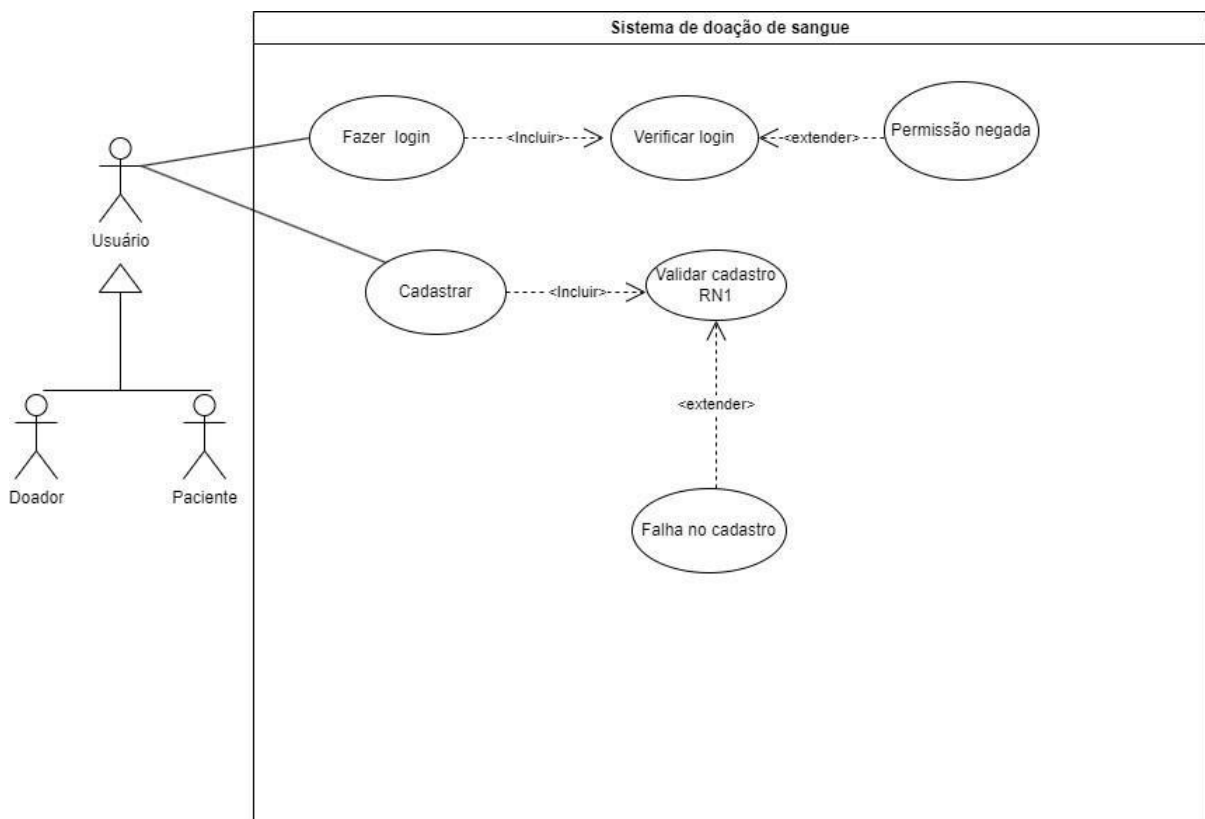 Sistema de doação de sangue
Fazer login
<Incluir>
Verificar login
<extender>
Permissão negada
Usuário
Cadastrar
<Incluir>
Validar cadastro
RN1
<extender>
Doador
Paciente
Falha no cadastro